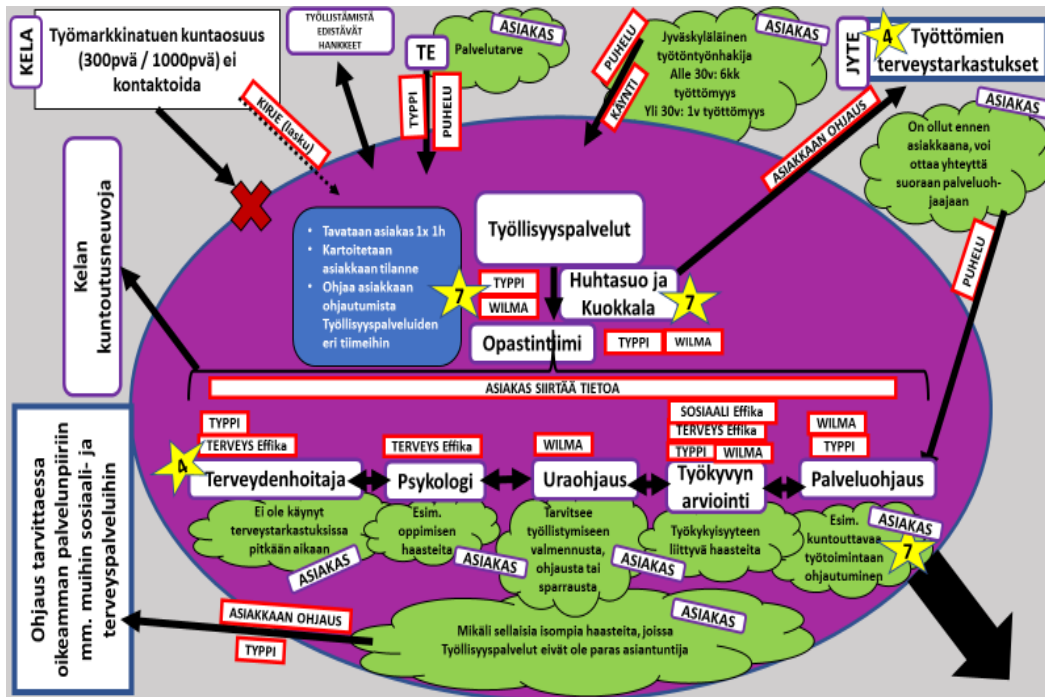 KELA
Työmarkkinatuen kuntaosuus
(300pvä / 1000pvä) ei
kontaktoida
TYÖLLISTÄMISTÄ
EDISTÄVÄT
HANKKEET
TE
Palvelutarve
ASIAKAS
TYPPI
PUHELU
PUHELU
KÄYNTI
Jyväskyläläinen
työtöntyönhakija
Alle 30v: 6kk
työttömyys
Yli 30v: 1v työttömyys
ASIAKAS
JYTE
4
Työttömien
terveystarkastukset
ASIAKAS
On ollut ennen
asiakkaana, voi
ottaa yhteyttä
suoraan palveluoh-
jaajaan
PUHELU
KIRJE (lasku)
ASIAKKAAN OHJAUS
Kelan
kuntoutusneuvoja
• Tavataan asiakas 1x 1h
• Kartoitetaan
asiakkaan tilanne
• Ohjaa asiakkaan
ohjautumista
Työllisyyspalveluiden
eri tiimeihin
7
Työllisyyspalvelut
TYPPI
WILMA
Huhtasuo ja
Kuokkala
7
Opastintiimi
TYPPI
WILMA
ASIAKAS SIIRTÄÄ TIETOA
TYPPI
TERVEYS Effika
4
Terveydenhoitaja
TERVEYS Effika
Psykologi
WILMA
Uraohjaus
SOSIAALI Effika
TERVEYS Effika
TYPPI
WILMA
Työkyvyn
arviointi
WILMA
TYPPI
Palveluohjaus
Ei ole käynyt
terveystarkastuksissa
pitkään aikaan
ASIAKAS
Esim.
oppimisen
haasteita
ASIAKAS
Tarvitsee
työllistymiseen
valmennusta,
ohjausta tai
sparrausta
ASIAKAS
Työkykyisyyteen
liittyvä haasteita
Esim.
kuntouttavaa
työtoimintaan
ohjautuminen
ASIAKAS
7
Ohjaus tarvittaessa
oikeamman palvelunpiiriin
mm. muihin sosiaali- ja
terveyspalveluihin
ASIAKKAAN OHJAUS
TYPPI
ASIAKAS
Mikäli sellaisia isompia haasteita, joissa
Työllisyyspalvelut eivät ole paras asiantuntija